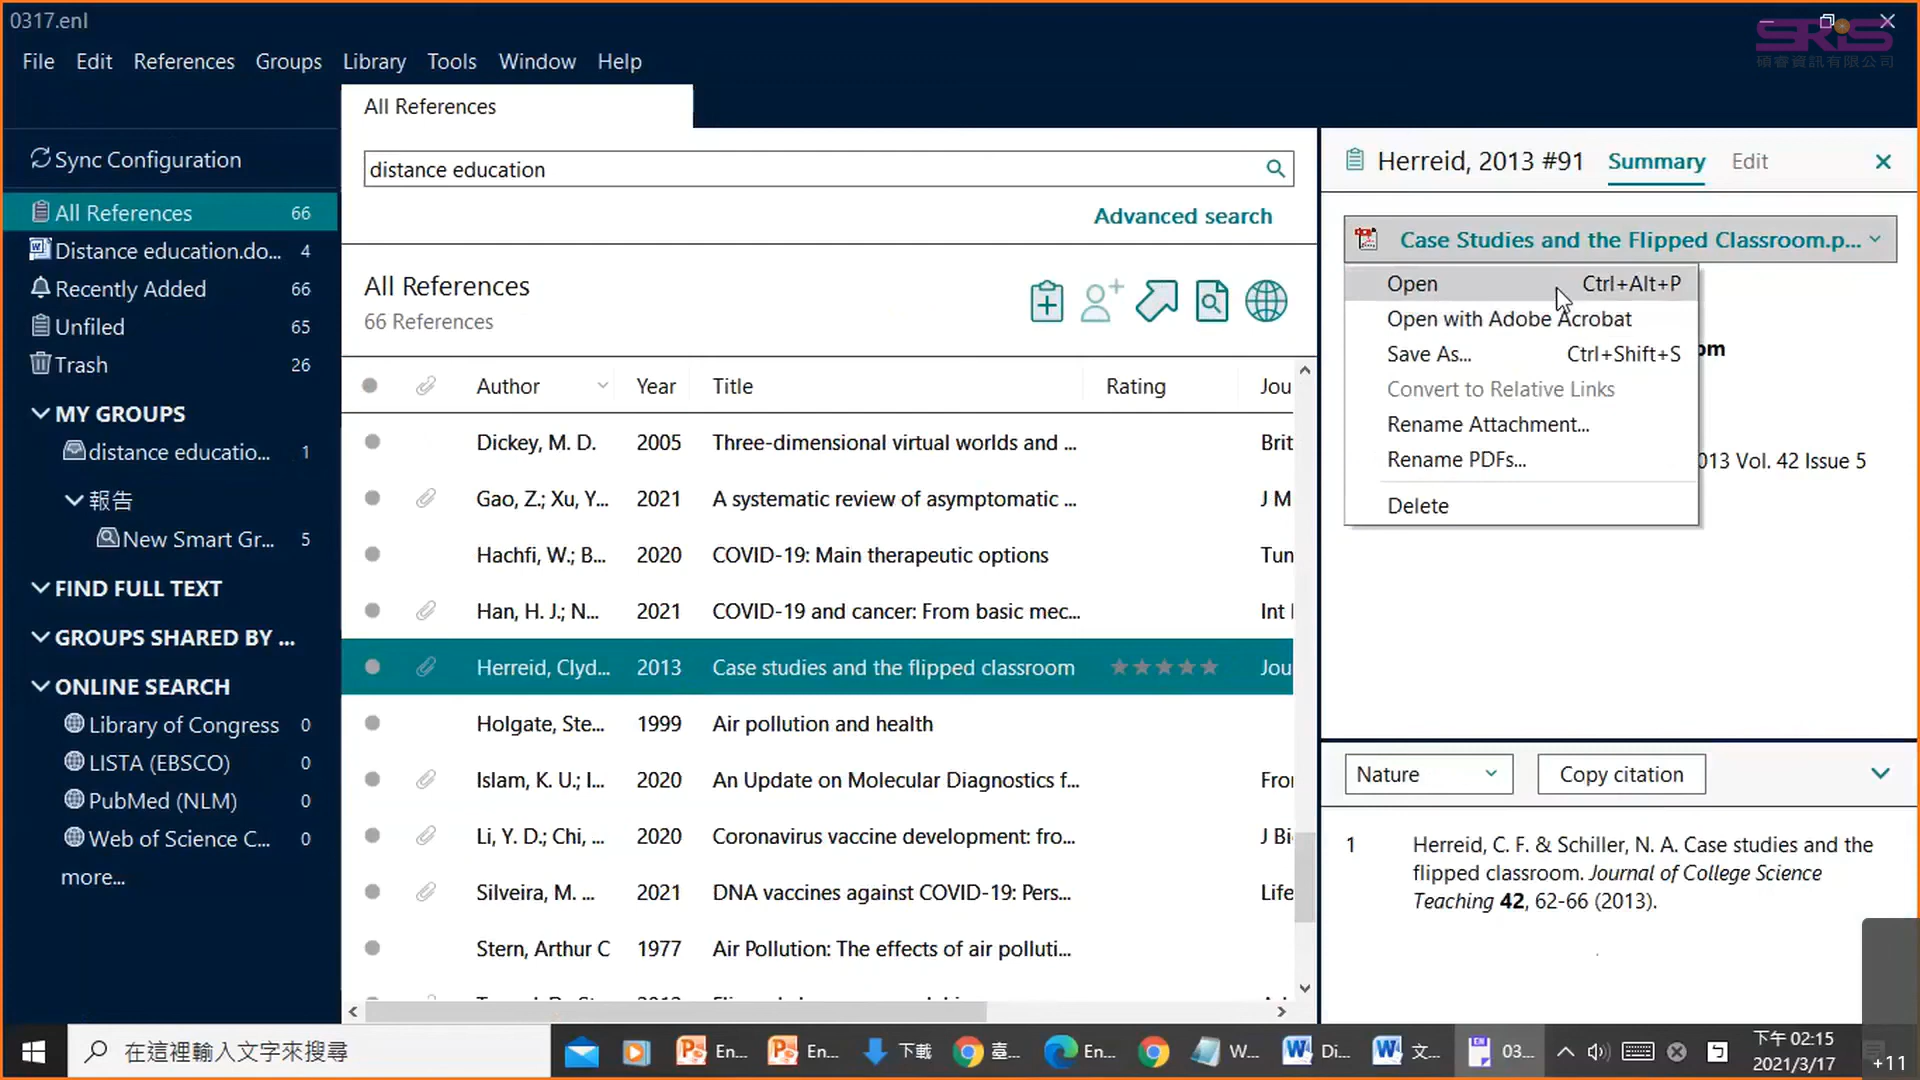 0317.enl
SRIS
碩睿資訊有限公司
File Edit References Groups Library Tools Window Help
All References
Sync Configuration
All References 66
Distance education.do... 4
Recently Added 66
Unfiled 65
Trash 26
MY GROUPS
distance educatio... 1
報告
New Smart Gr... 5
FIND FULL TEXT
GROUPS SHARED BY ...
ONLINE SEARCH
Library of Congress 0
LISTA (EBSCO) 0
PubMed (NLM) 0
Web of Science C... 0
more...
distance education
Advanced search
All References
66 References
Author Year Title Rating Jou
Dickey, M. D. 2005 Three-dimensional virtual worlds and ... Brit
Gao, Z.; Xu, Y... 2021 A systematic review of asymptomatic ... J M
Hachfi, W.; B... 2020 COVID-19: Main therapeutic options Tun
Han, H. J.; N... 2021 COVID-19 and cancer: From basic mec... Int
Herreid, Clyd... 2013 Case studies and the flipped classroom ★★★★★ Jou
Holgate, Ste... 1999 Air pollution and health
Islam, K. U.; I... 2020 An Update on Molecular Diagnostics f... Fro
Li, Y. D.; Chi, ... 2020 Coronavirus vaccine development: fro... J Bi
Silveira, M. ... 2021 DNA vaccines against COVID-19: Pers... Life
Stern, Arthur C 1977 Air Pollution: The effects of air polluti...
Herreid, 2013 #91 Summary Edit
Case Studies and the Flipped Classroom.p...
Open Ctrl+Alt+P
Open with Adobe Acrobat
Save As... Ctrl+Shift+S
om
Convert to Relative Links
Rename Attachment...
Rename PDFs...
013 Vol. 42 Issue 5
Delete
Nature Copy citation
1 Herreid, C. F. & Schiller, N. A. Case studies and the
flipped classroom. Journal of College Science
Teaching 42, 62-66 (2013).
在這裡輸入文字來搜尋
En... En... 下載 臺... En... W... Di... 文... 03...
下午 02:15
2021/3/17
+11